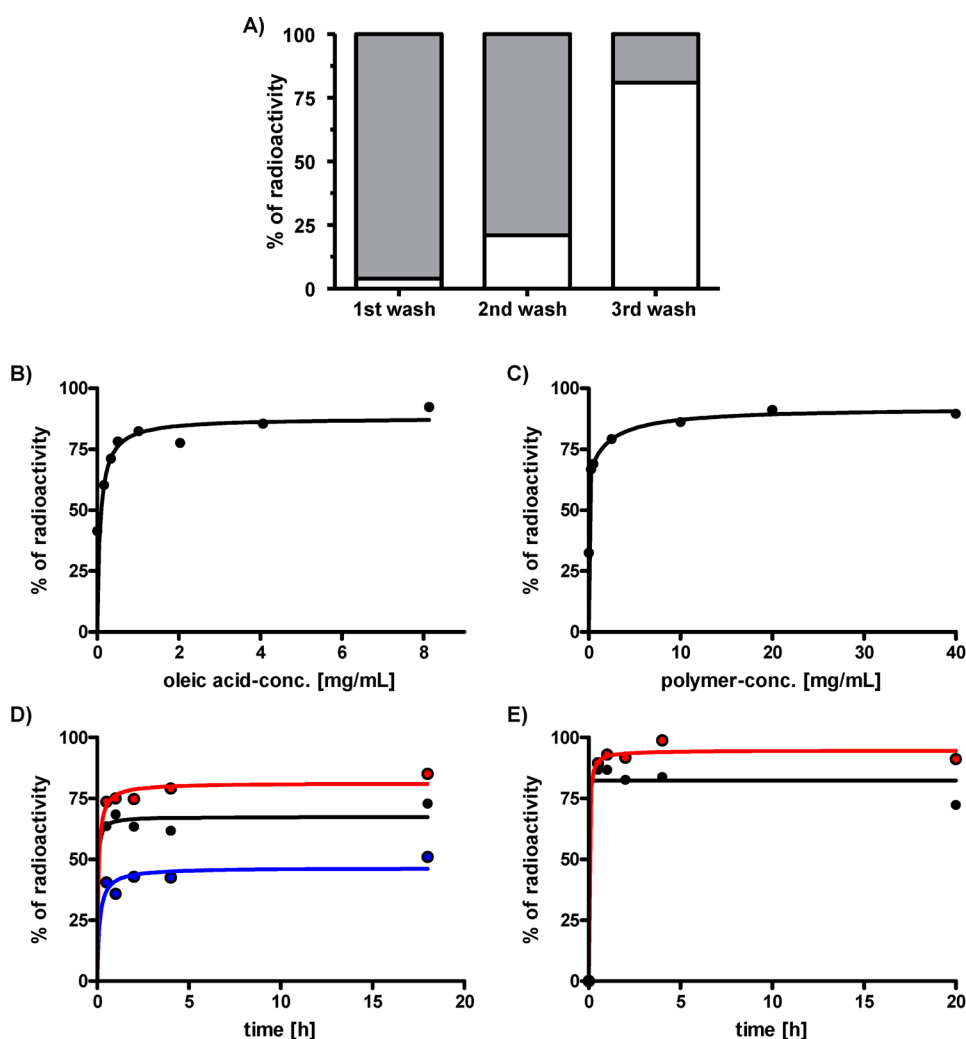 A)
100
75
50
25
0
% of radioactivity
1st wash 2nd wash 3rd wash
B)
100
75
50
25
0
% of radioactivity
0 2 4 6 8
oleic acid-conc. [mg/mL]
C)
100
75
50
25
0
% of radioactivity
0 10 20 30 40
polymer-conc. [mg/mL]
D)
100
75
50
25
0
% of radioactivity
0 5 10 15 20
time [h]
E)
100
75
50
25
0
% of radioactivity
0 5 10 15 20
time [h]